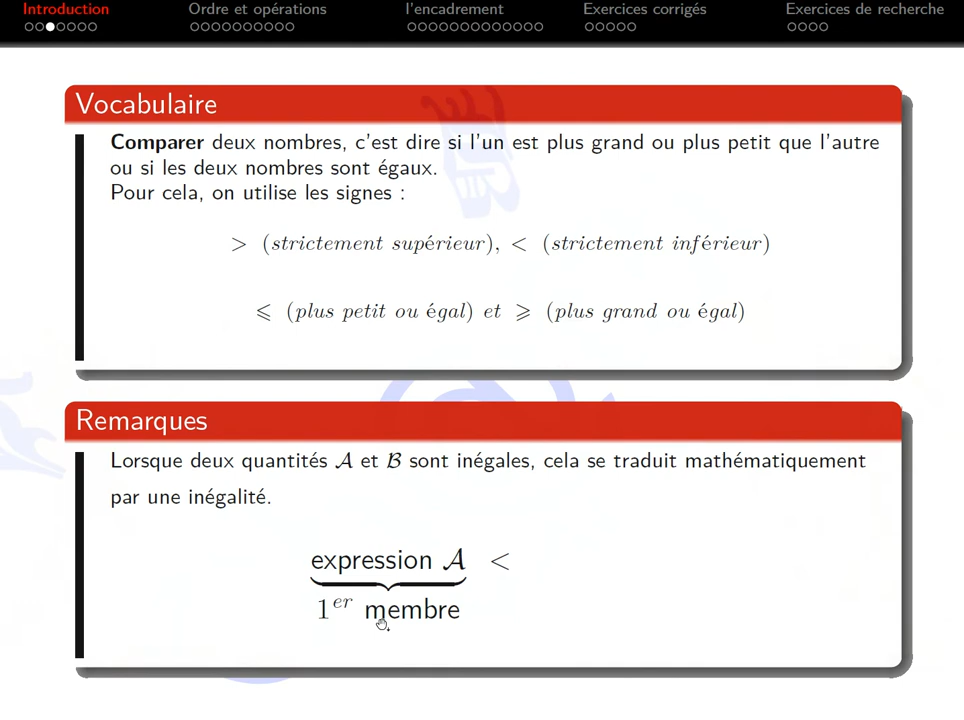 Introduction Ordre et opérations l'encadrement Exercices corrigés Exercices de recherche
Vocabulaire
Comparer deux nombres, c'est dire si l'un est plus grand ou plus petit que l'autre
ou si les deux nombres sont égaux.
Pour cela, on utilise les signes :
> (strictement supérieur), < (strictement inférieur)
⩽ (plus petit ou égal) et ⩾ (plus grand ou égal)
Remarques
Lorsque deux quantités 𝒜 et ℬ sont inégales, cela se traduit mathématiquement
par une inégalité.
expression 𝒜 <
1er membre